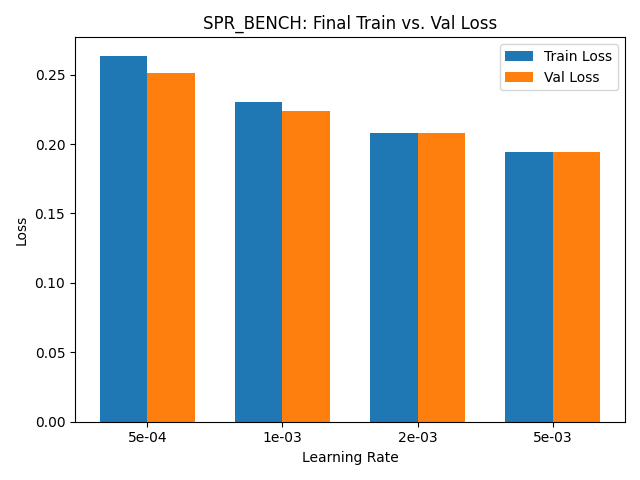 SPR_BENCH: Final Train vs. Val Loss
Train Loss
Val Loss
Loss
0.25
0.20
0.15
0.10
0.05
0.00
5e-04
1e-03
2e-03
5e-03
Learning Rate